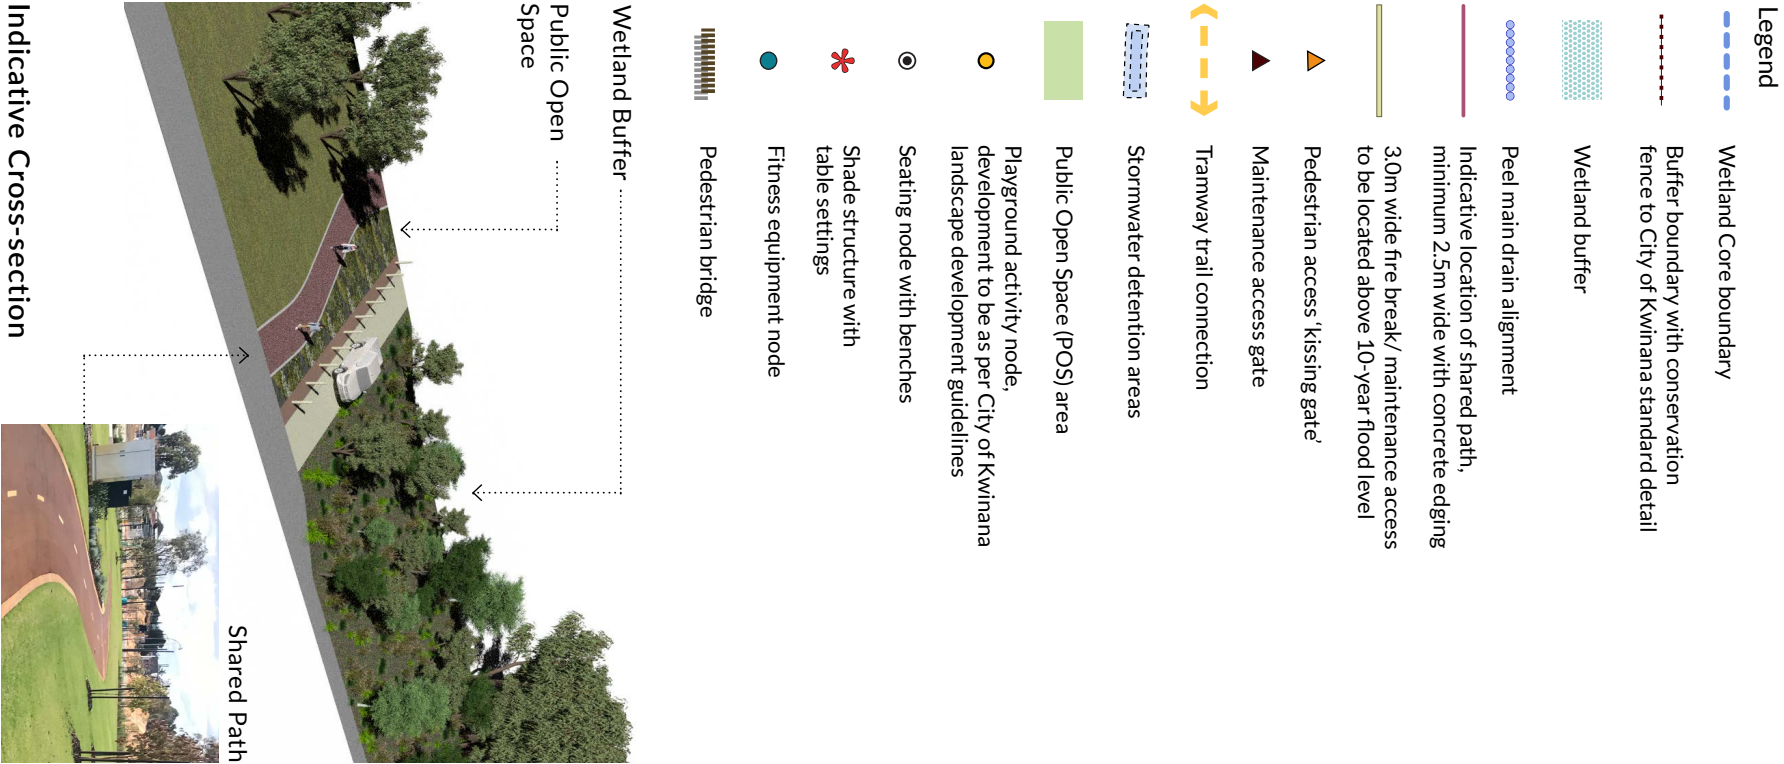 Legend
Wetland Core boundary
Buffer boundary with conservation
fence to City of Kwinana standard detail
Wetland buffer
Peel main drain alignment
Indicative location of shared path,
minimum 2.5m wide with concrete edging
3.0m wide fire break/ maintenance access
to be located above 10-year flood level
Pedestrian access 'kissing gate'
Maintenance access gate
Tramway trail connection
Stormwater detention areas
Public Open Space (POS) area
Playground activity node,
development to be as per City of Kwinana
landscape development guidelines
Seating node with benches
Shade structure with
table settings
Fitness equipment node
Pedestrian bridge
Wetland Buffer
Public Open
Space
Shared Path
Indicative Cross-section